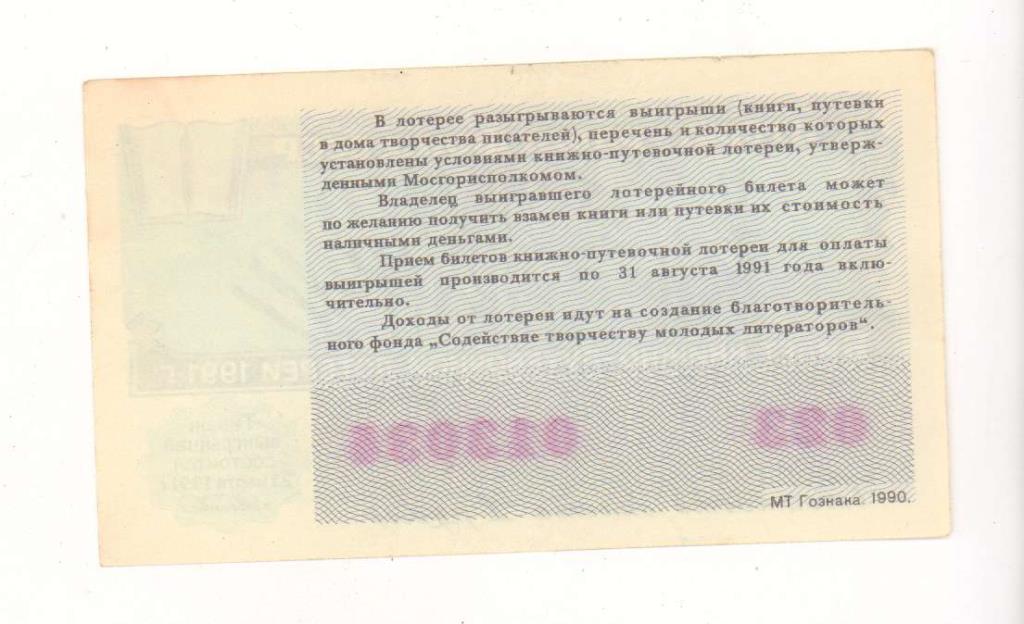 В лотерее разыгрываются выигрыши (книги, путевки
в дома творчества писателей), перечень и количество которых
установлены условиями книжно-путевочной лотереи, утверж-
денными Мосгорисполкомом.
Владелец выигравшего лотерейного билета может
по желанию получить взамен книги или путевки их стоимость
наличными деньгами.
Прием билетов книжно-путевочной лотереи для оплаты
выигрышей производится по 31 августа 1991 года вклю-
чительно.
Доходы от лотереи идут на создание благотворитель-
ного фонда „Содействие творчеству молодых литераторов“.
МТ Гознака. 1990.